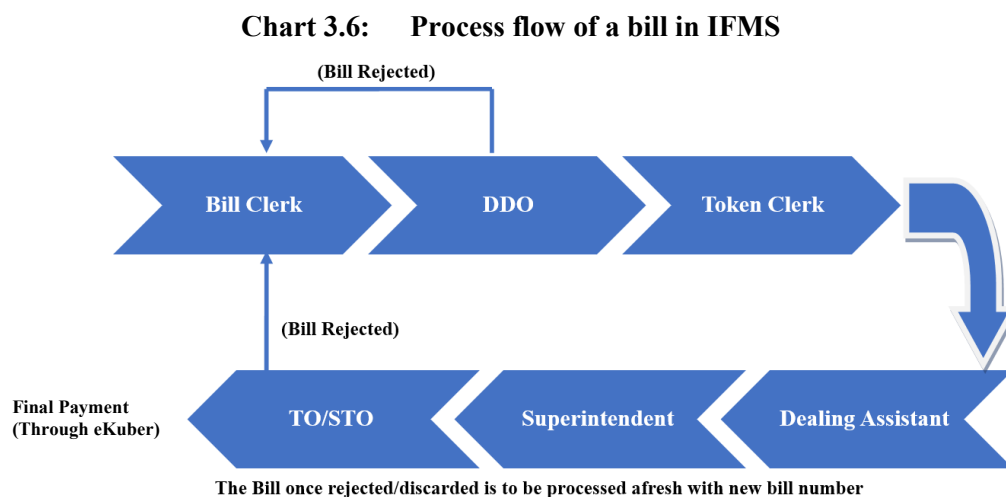 Chart 3.6: Process flow of a bill in IFMS
(Bill Rejected)
Bill Clerk
DDO
Token Clerk
(Bill Rejected)
Final Payment
(Through eKuber)
TO/STO
Superintendent
Dealing Assistant
The Bill once rejected/discarded is to be processed afresh with new bill number